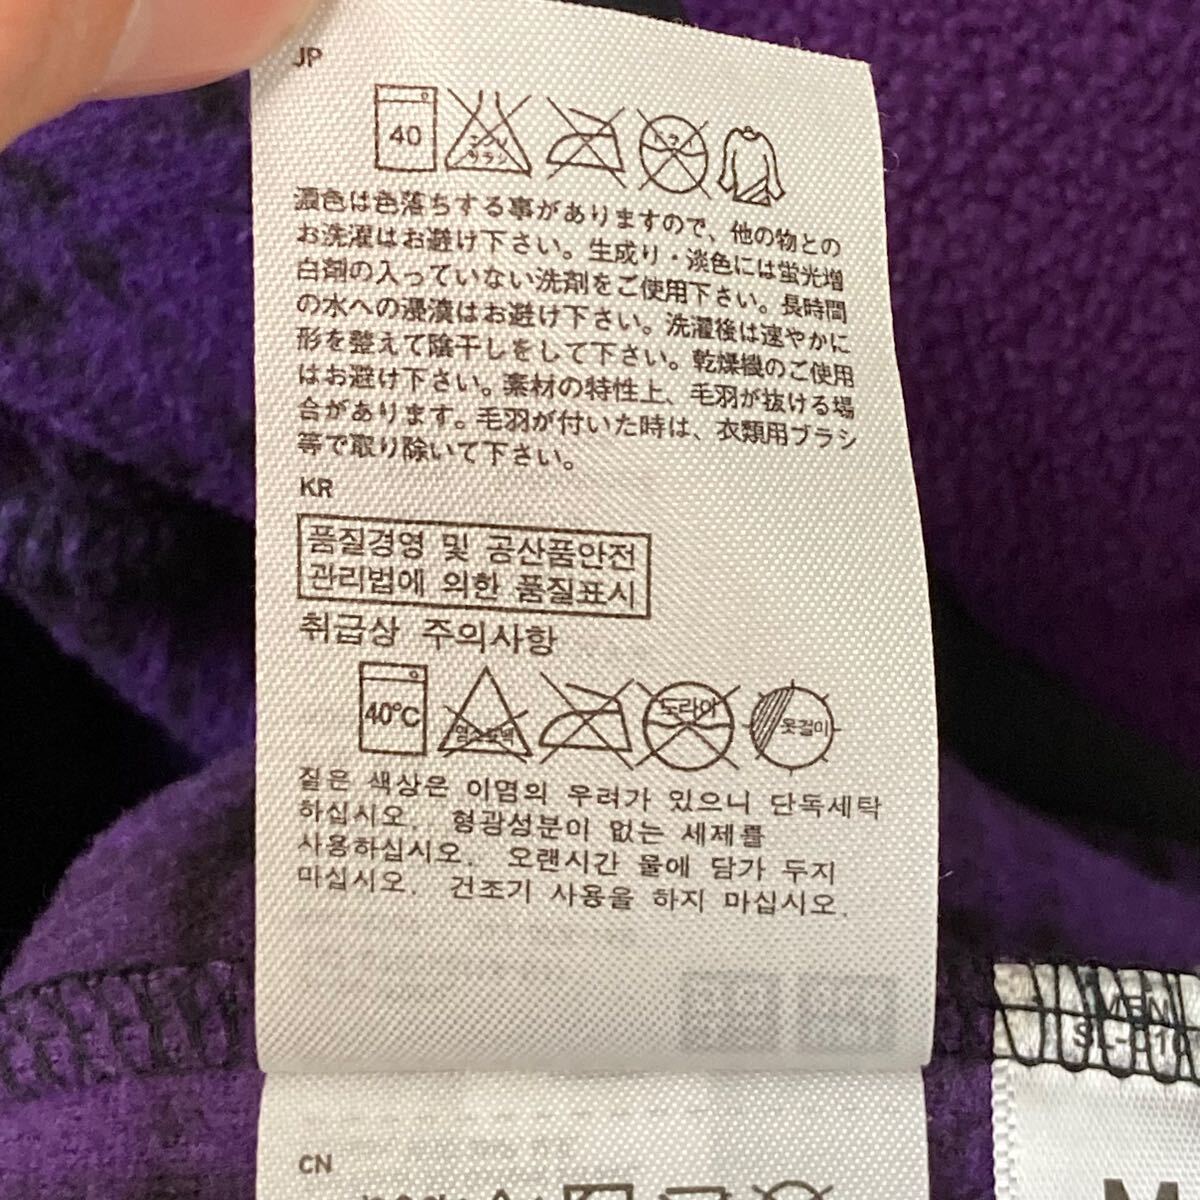 JP
40
エンソ
サラシ
濃色は色落ちする事がありますので、他の物との
お洗濯はお避け下さい。生成り・淡色には蛍光増
白剤の入っていない洗剤をご使用下さい。長時間
の水への浸漬はお避け下さい。洗濯後は速やかに
形を整えて陰干しをして下さい。乾燥機のご使用
はお避け下さい。素材の特性上、毛羽が抜ける場
合があります。毛羽が付いた時は、衣類用ブラシ
等で取り除いて下さい。
KR
품질경영 및 공산품안전
관리법에 의한 품질표시
취급상 주의사항
40℃
염소표백
드라이
옷걸이
짙은 색상은 이염의 우려가 있으니 단독세탁
하십시오. 형광성분이 없는 세제를
사용하십시오. 오랜시간 물에 담가 두지
마십시오. 건조기 사용을 하지 마십시오.
MEN
CN
M